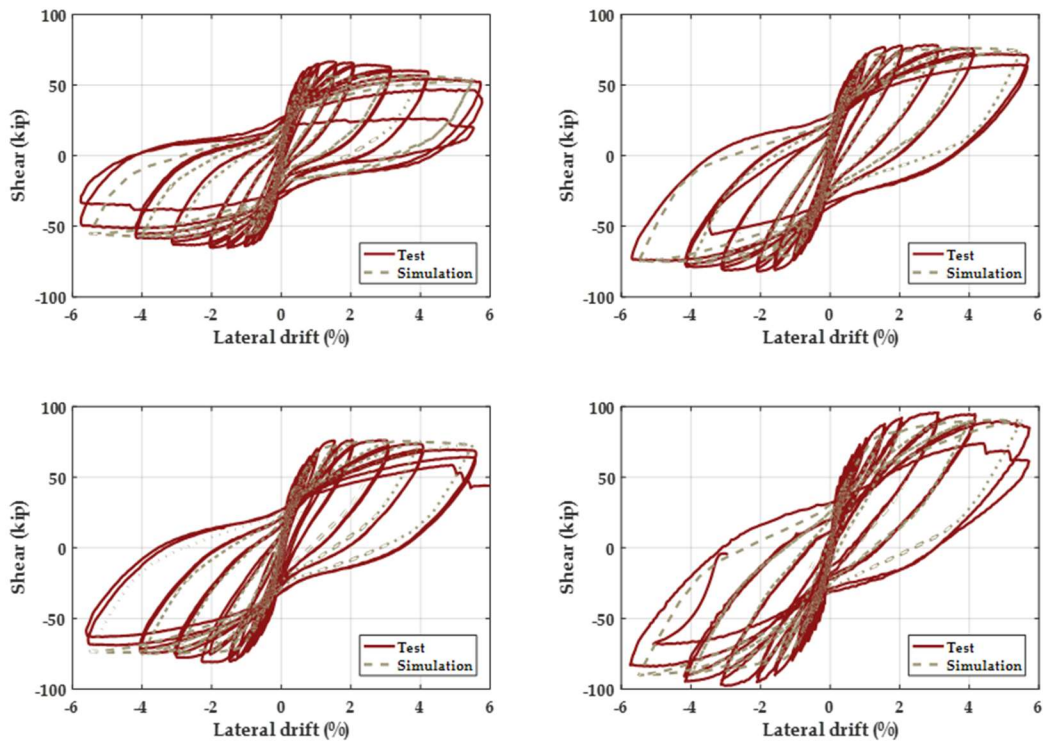 100
50
0
-50
-100
Shear (kip)
Test
Simulation
-6 -4 -2 0 2 4 6
Lateral drift (%)
100
50
0
-50
-100
Shear (kip)
Test
Simulation
-6 -4 -2 0 2 4 6
Lateral drift (%)
100
50
0
-50
-100
Shear (kip)
Test
Simulation
-6 -4 -2 0 2 4 6
Lateral drift (%)
100
50
0
-50
-100
Shear (kip)
Test
Simulation
-6 -4 -2 0 2 4 6
Lateral drift (%)